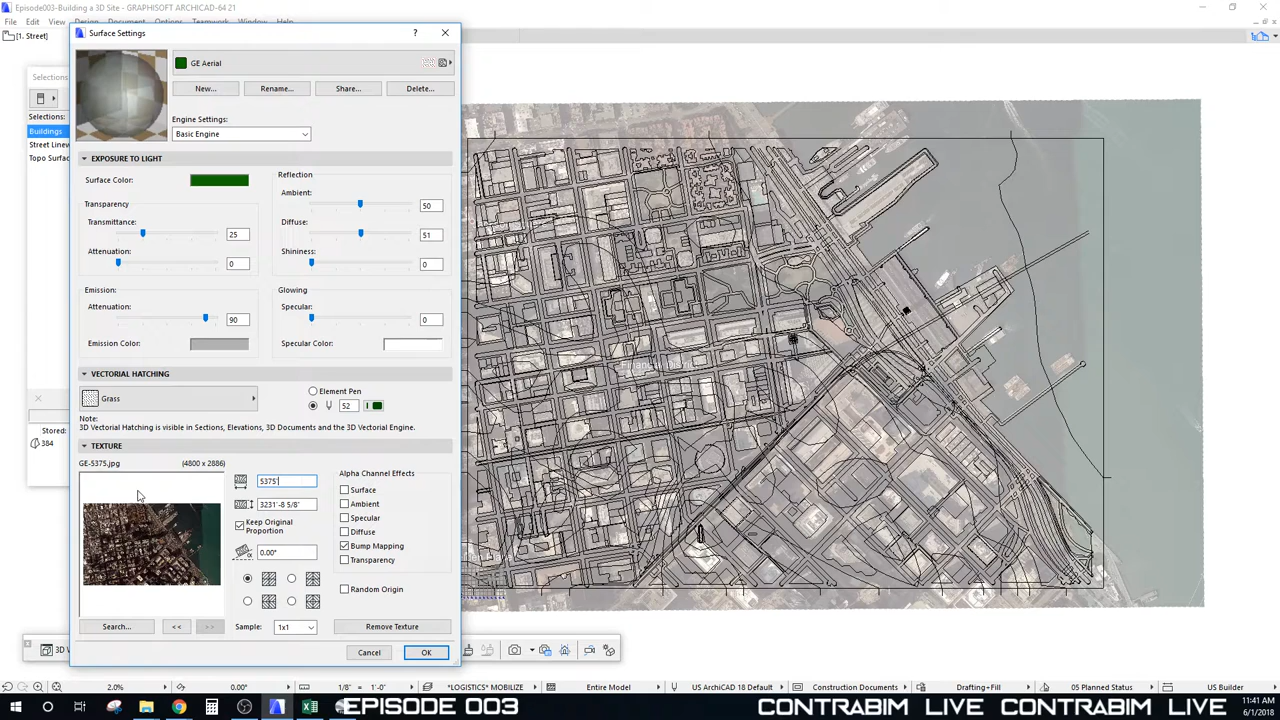 Episode003-Build a 3D Site - GRAPHISOFT ARCHICAD-64 21
File Edit View Design Document Options Teamwork Window Help
[1. Street]
Surface Settings
?
Selections
Selections:
Buildings
Street Linew
Topo Surfac
Stored:
384
GE Aerial
New... Rename... Share... Delete...
Engine Settings:
Basic Engine
EXPOSURE TO LIGHT
Surface Color:
Reflection
Ambient:
50
Transparency
Transmittance:
25
Diffuse:
51
Attenuation:
0
Shininess:
0
Emission:
Attenuation:
90
Glowing
Specular:
0
Emission Color:
Specular Color:
VECTORIAL HATCHING
Grass
Element Pen
52
Note:
3D Vectorial Hatching is visible in Sections, Elevations, 3D Documents and the 3D Vectorial Engine.
TEXTURE
GE-5375.jpg (4800 x 2886)
5375'
3231'-8 5/8"
Keep Original
Proportion
0.00°
Alpha Channel Effects
Surface
Ambient
Specular
Diffuse
Bump Mapping
Transparency
Random Origin
Search... << >>
Sample: 1x1
Remove Texture
Cancel OK
2.0% 0.00° 1/8" = 1'-0" *LOGISTICS* MOBILIZE Entire Model US ArchiCAD 18 Default Construction Documents Drafting+Fill 05 Planned Status US Builder
EPISODE 003
CONTRABIM LIVE CONTRABIM LIVE
11:41 AM
6/1/2018